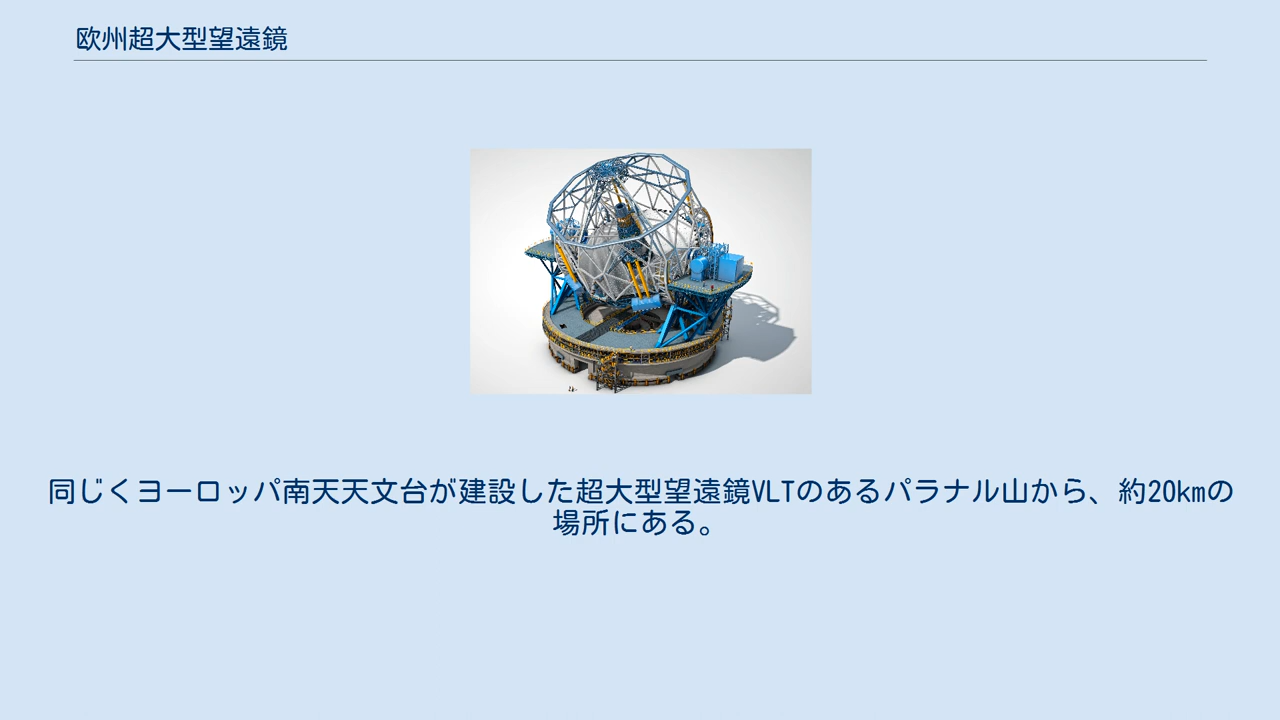 欧州超大型望遠鏡
同じくヨーロッパ南天天文台が建設した超大型望遠鏡VLTのあるパラナル山から、約20kmの
場所にある。